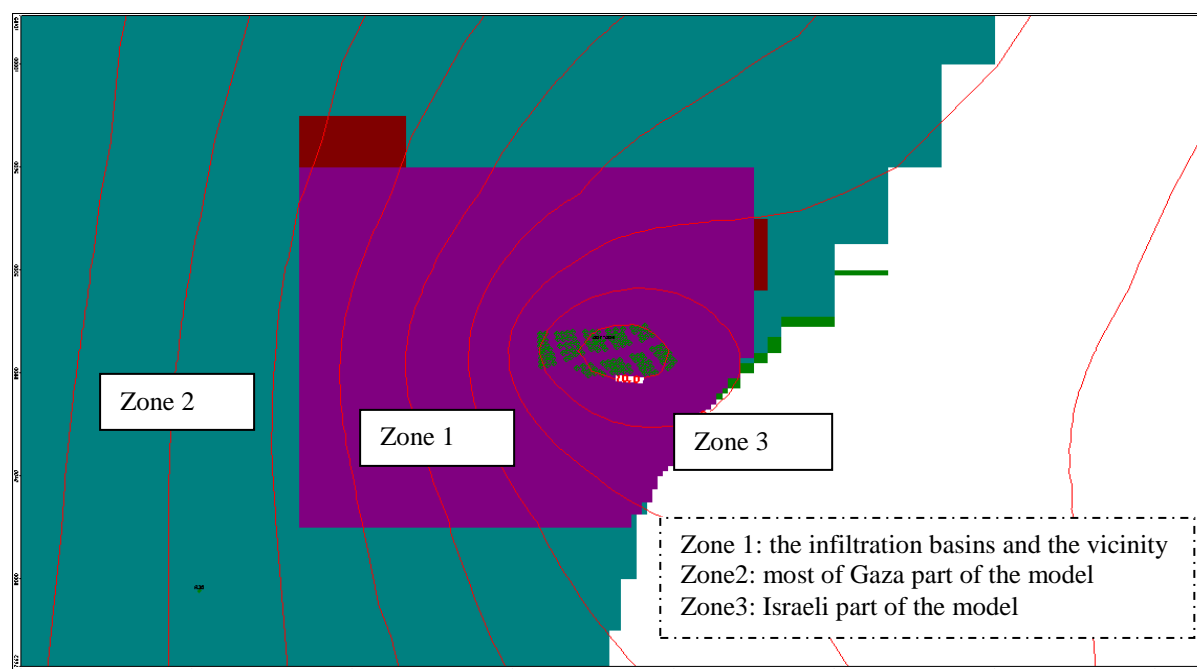 Zone 2
Zone 1
Zone 3
Zone 1: the infiltration basins and the vicinity
Zone2: most of Gaza part of the model
Zone3: Israeli part of the model